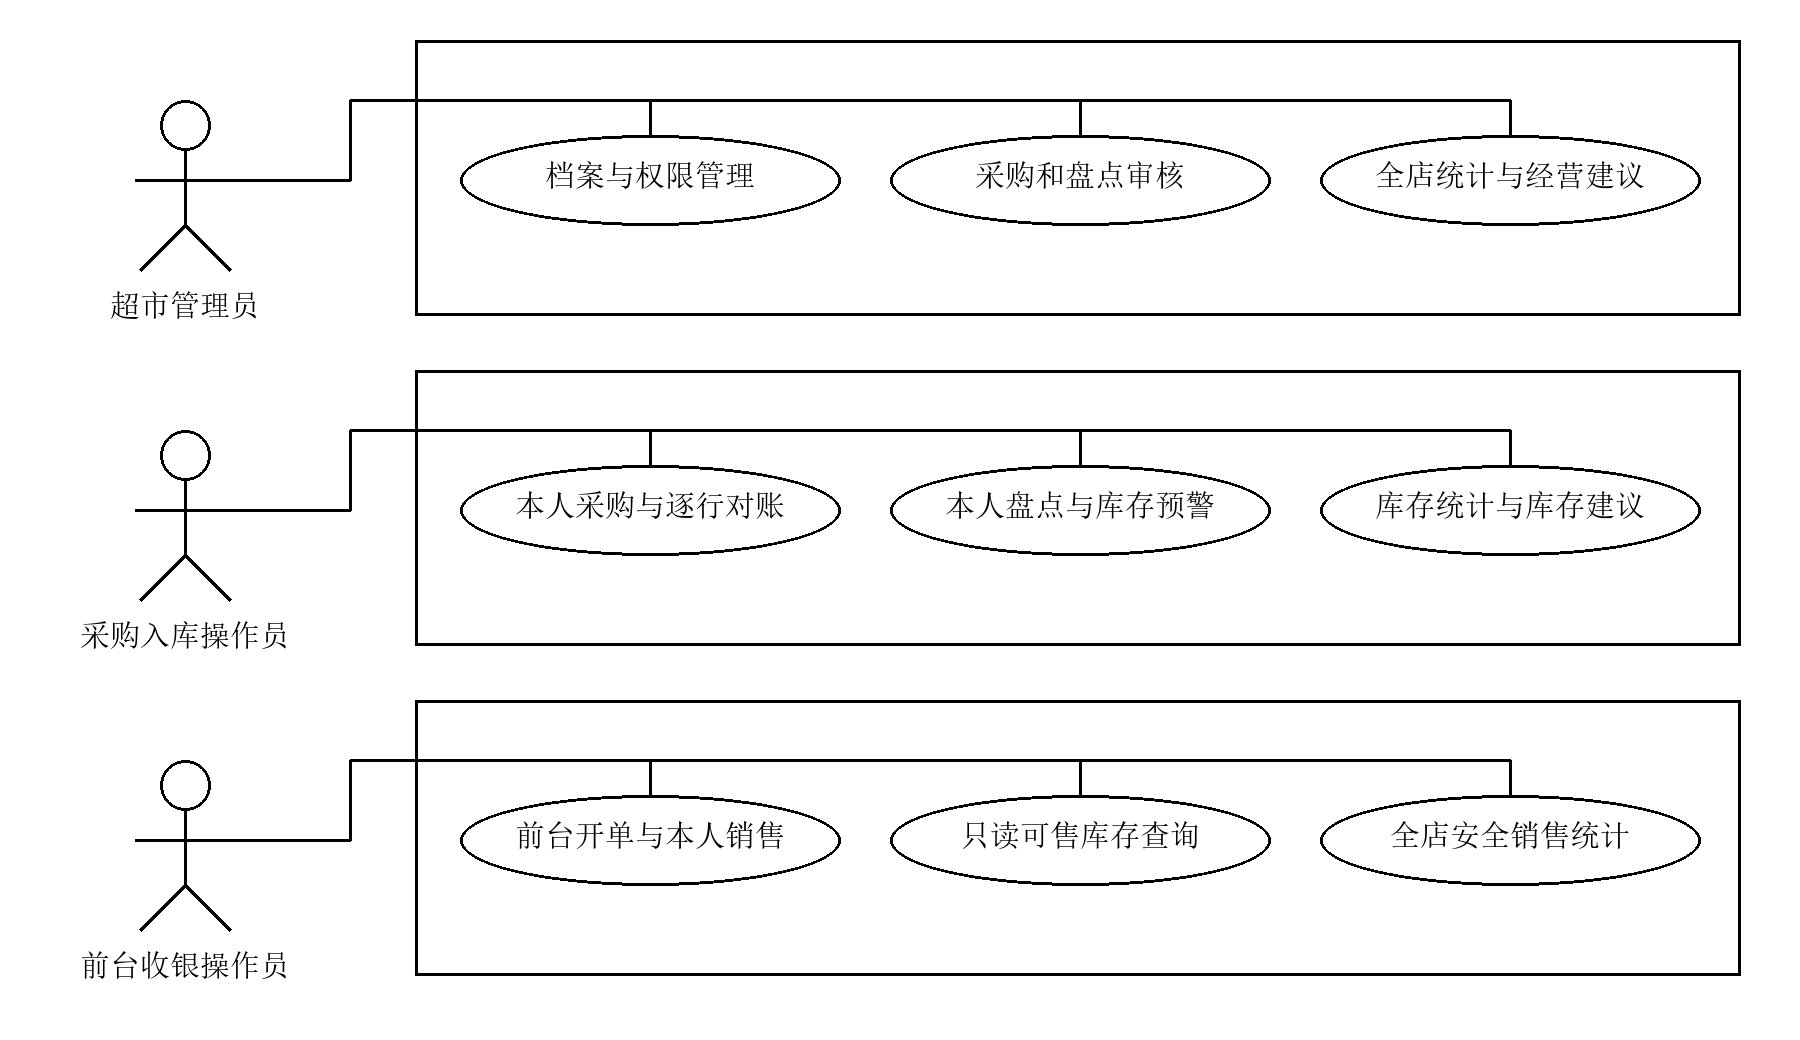 档案与权限管理
采购和盘点审核
全店统计与经营建议
超市管理员
本人采购与逐行对账
本人盘点与库存预警
库存统计与库存建议
采购入库操作员
前台开单与本人销售
只读可售库存查询
全店安全销售统计
前台收银操作员